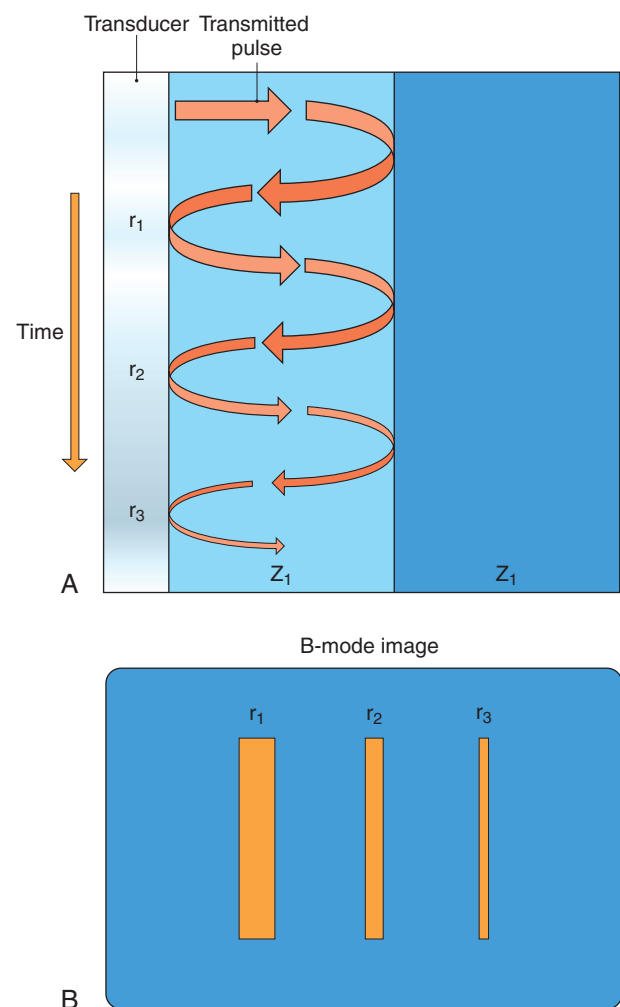 Transducer Transmitted
pulse
r₁
Time
r₂
r₃
A
Z₁ Z₁
B-mode image
r₁ r₂ r₃
B